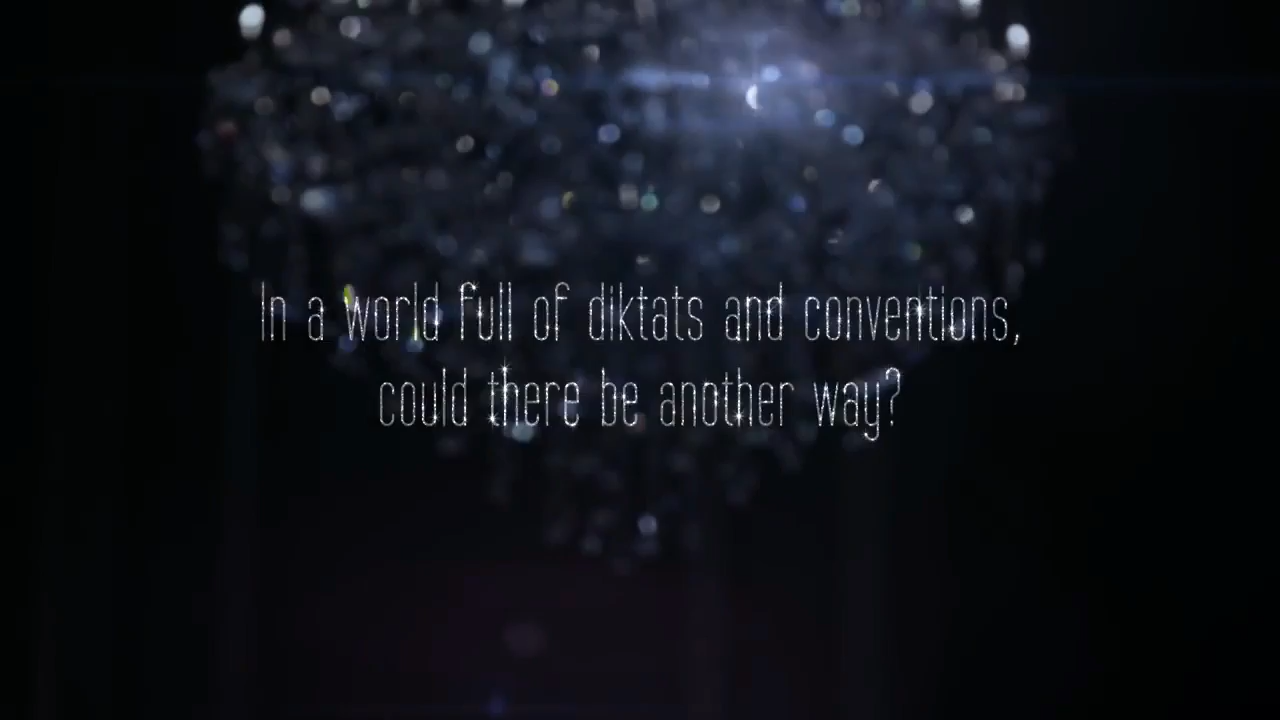 In a world full of diktats and conventions,
could there be another way?